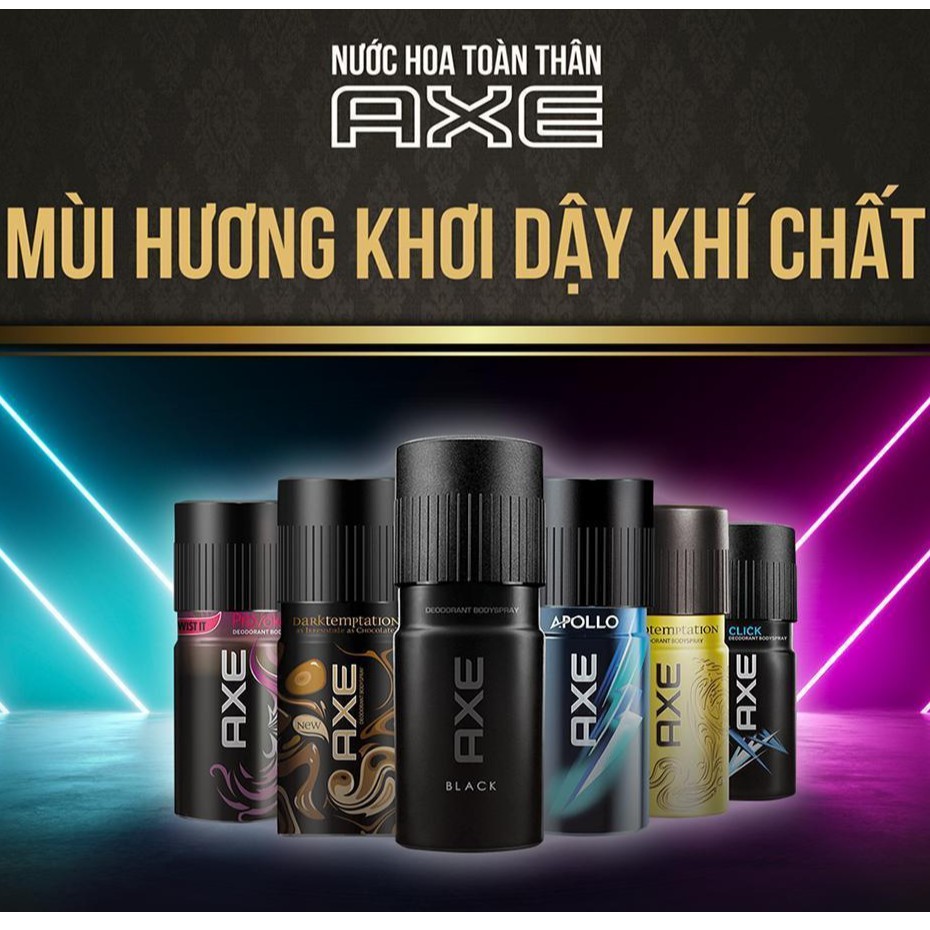 NƯỚC HOA TOÀN THÂN
AXE
MÙI HƯƠNG KHƠI DẬY KHÍ CHẤT
TWIST IT
DEODORANT
AXE
DARKtemptation
as Irresistible as Chocolate
NEW
AXE
DEODORANT BODYSPRAY
DEODORANT BODYSPRAY
AXE
BLACK
APOLLO
AXE
temptation
BODYSPRAY
AXE
CLICK
DEODORANT BODYSPRAY
AXE